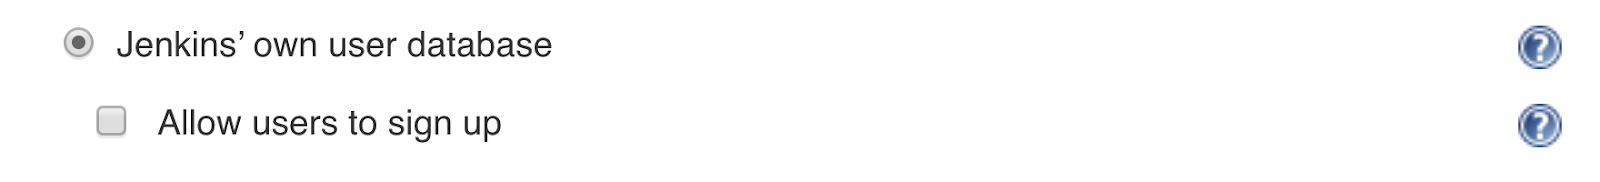 Jenkins’ own user database
?
Allow users to sign up
?